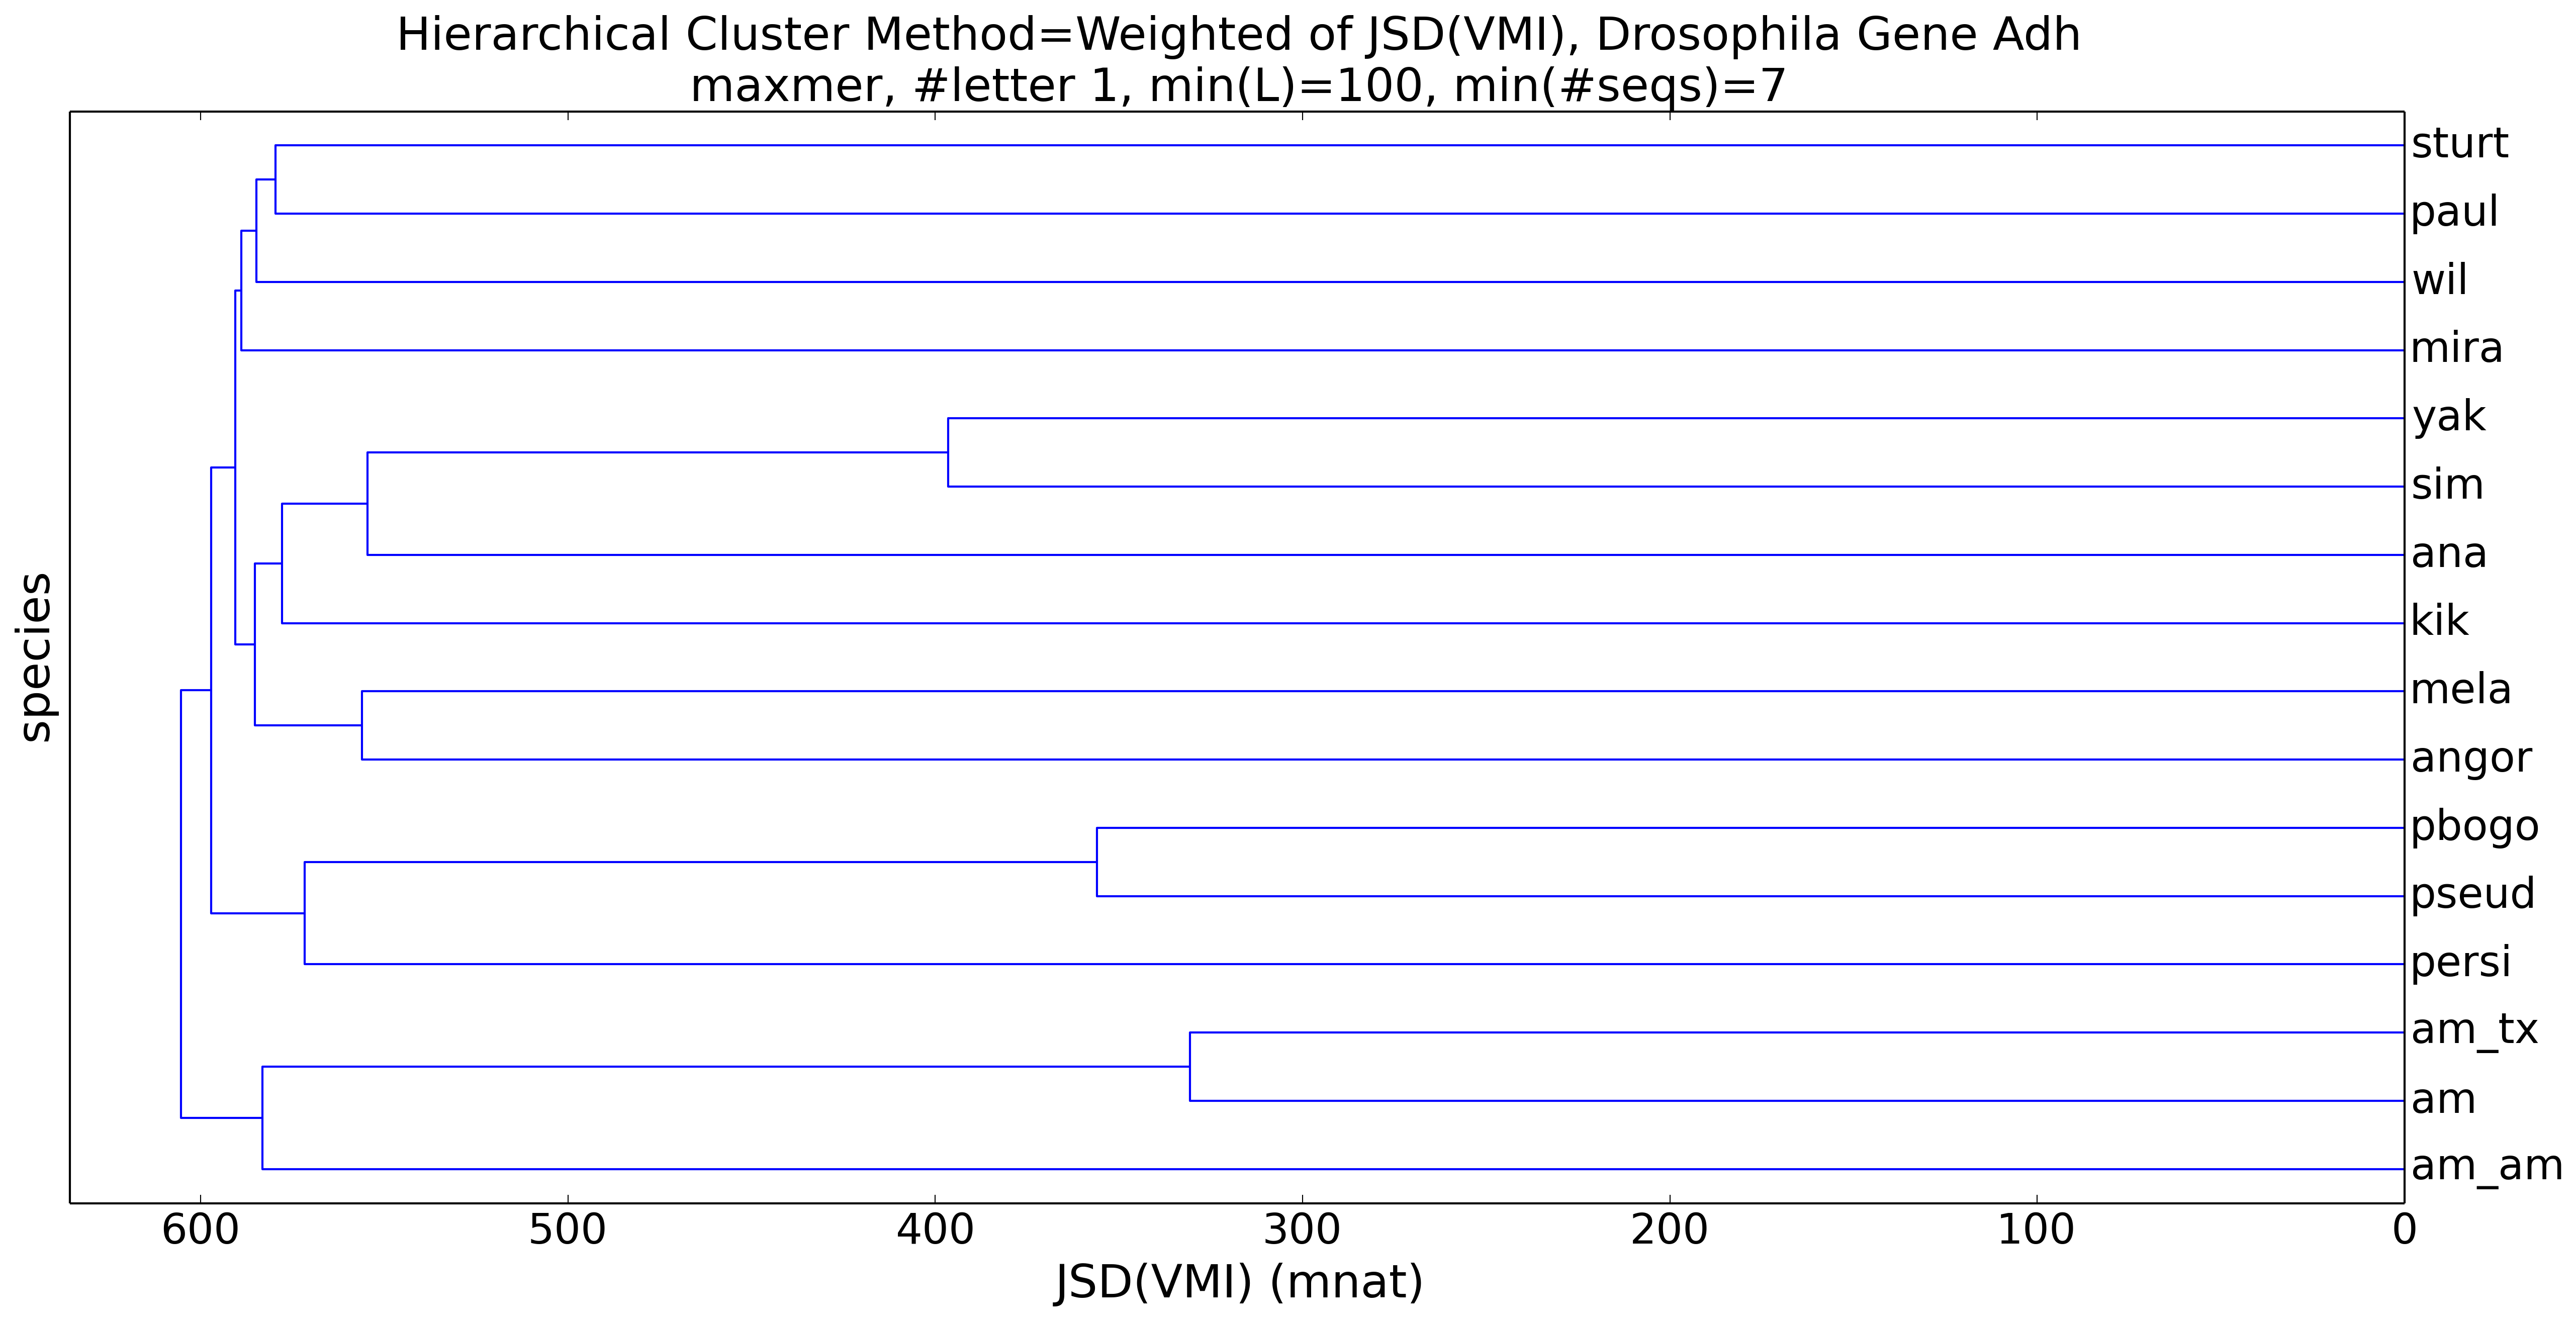 Hierarchical Cluster Method=Weighted of JSD(VMI), Drosophila Gene Adh
maxmer, #letter 1, min(L)=100, min(#seqs)=7
sturt
paul
wil
mira
yak
sim
ana
kik
mela
angor
pbogo
pseud
persi
am_tx
am
am_am
species
600 500 400 300 200 100 0
JSD(VMI) (mnat)